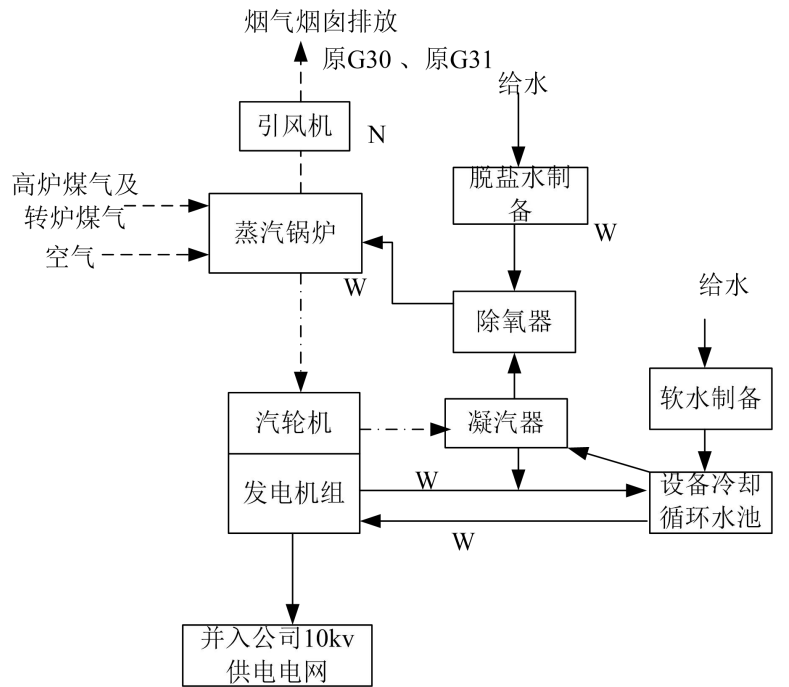 烟气烟囱排放
原G30 、原G31
给水
引风机
N
脱盐水制
备
W
高炉煤气及
转炉煤气
空气
蒸汽锅炉
W
除氧器
给水
软水制备
汽轮机
凝汽器
发电机组
W
设备冷却
循环水池
W
并入公司10kv
供电电网